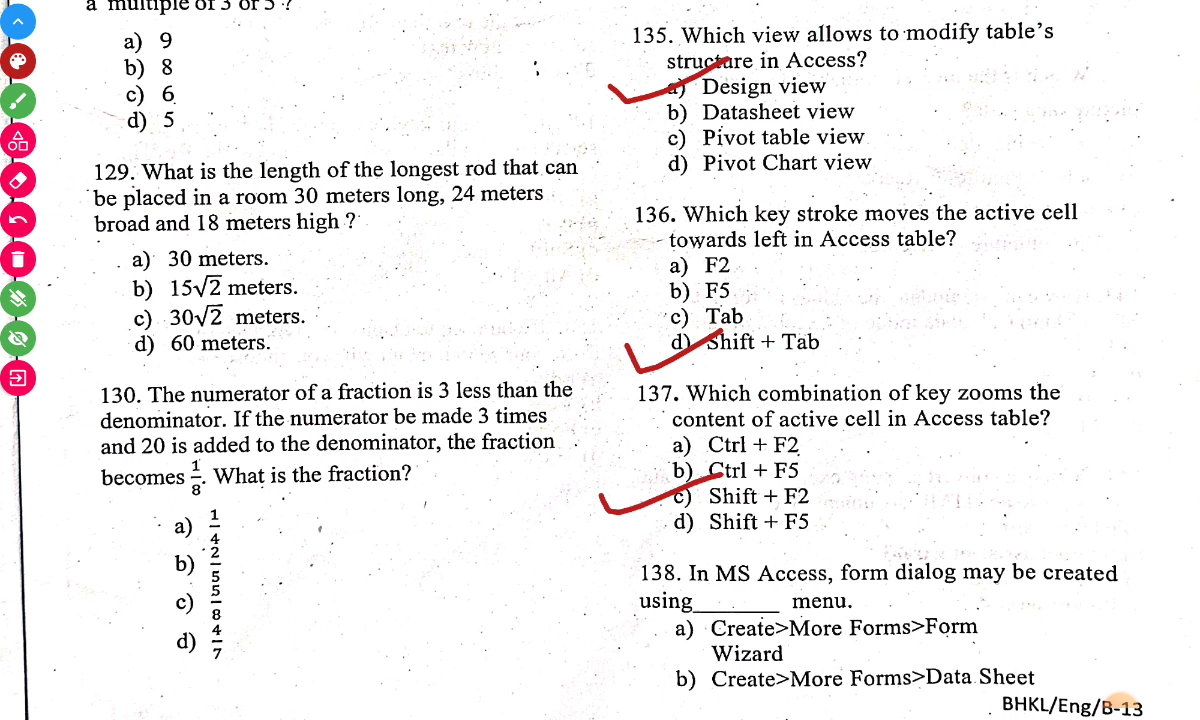 a multiple of 3 or 5 ?
a) 9
b) 8
c) 6
d) 5
129. What is the length of the longest rod that can
be placed in a room 30 meters long, 24 meters
broad and 18 meters high ?
a) 30 meters.
b) 15√2 meters.
c) 30√2 meters.
d) 60 meters.
130. The numerator of a fraction is 3 less than the
denominator. If the numerator be made 3 times
and 20 is added to the denominator, the fraction
becomes 1/8. What is the fraction?
a) 1/4
b) 2/5
c) 5/8
d) 4/7
135. Which view allows to modify table's
structure in Access?
a) Design view
b) Datasheet view
c) Pivot table view
d) Pivot Chart view
136. Which key stroke moves the active cell
towards left in Access table?
a) F2
b) F5
c) Tab
d) Shift + Tab
137. Which combination of key zooms the
content of active cell in Access table?
a) Ctrl + F2
b) Ctrl + F5
c) Shift + F2
d) Shift + F5
138. In MS Access, form dialog may be created
using________ menu.
a) Create>More Forms>Form
Wizard
b) Create>More Forms>Data Sheet
BHKL/Eng/B-13